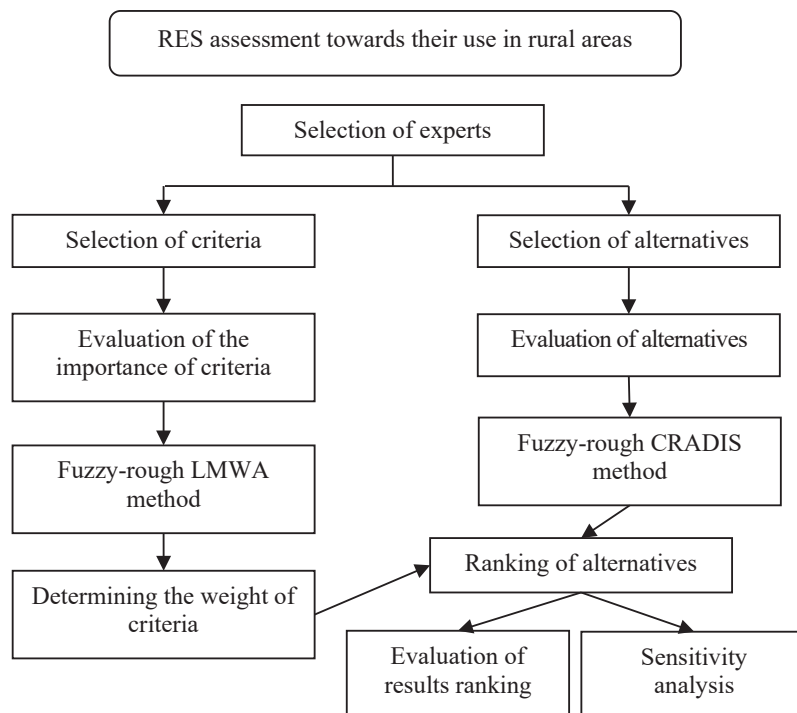 RES assessment towards their use in rural areas
Selection of experts
Selection of criteria
Selection of alternatives
Evaluation of the
importance of criteria
Evaluation of alternatives
Fuzzy-rough LMWA
method
Fuzzy-rough CRADIS
method
Determining the weight of
criteria
Ranking of alternatives
Evaluation of
results ranking
Sensitivity
analysis